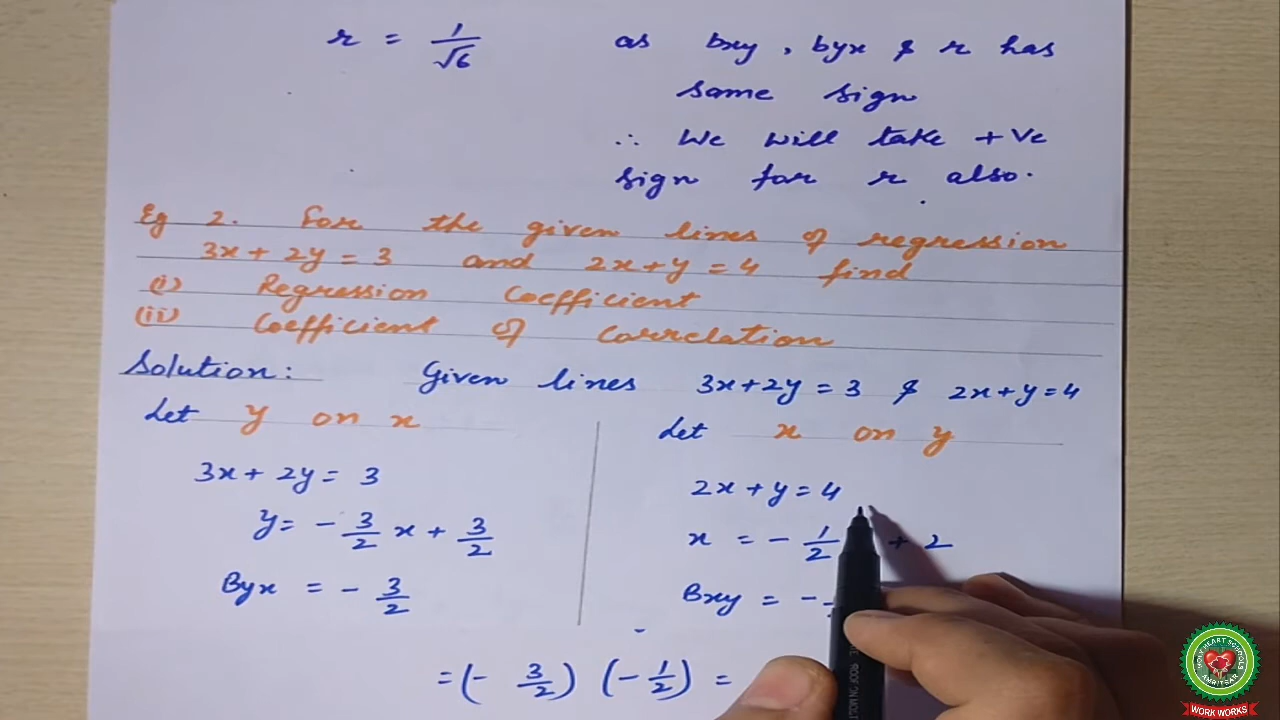 r = 1/√6 as bxy, byx & r has
same sign
∴ We will take +Ve
sign for r also.
Eg 2. For the given lines of regression
3x + 2y = 3 and 2x + y = 4 find
(i) Regression Coefficient
(ii) Coefficient of Correlation
Solution: Given lines 3x + 2y = 3 & 2x + y = 4
Let y on x
3x + 2y = 3
y = - 3/2 x + 3/2
Byx = - 3/2
Let x on y
2x + y = 4
x = - 1/2 + 2
Bxy = -
= (- 3/2) (- 1/2) =
WORK WORKS